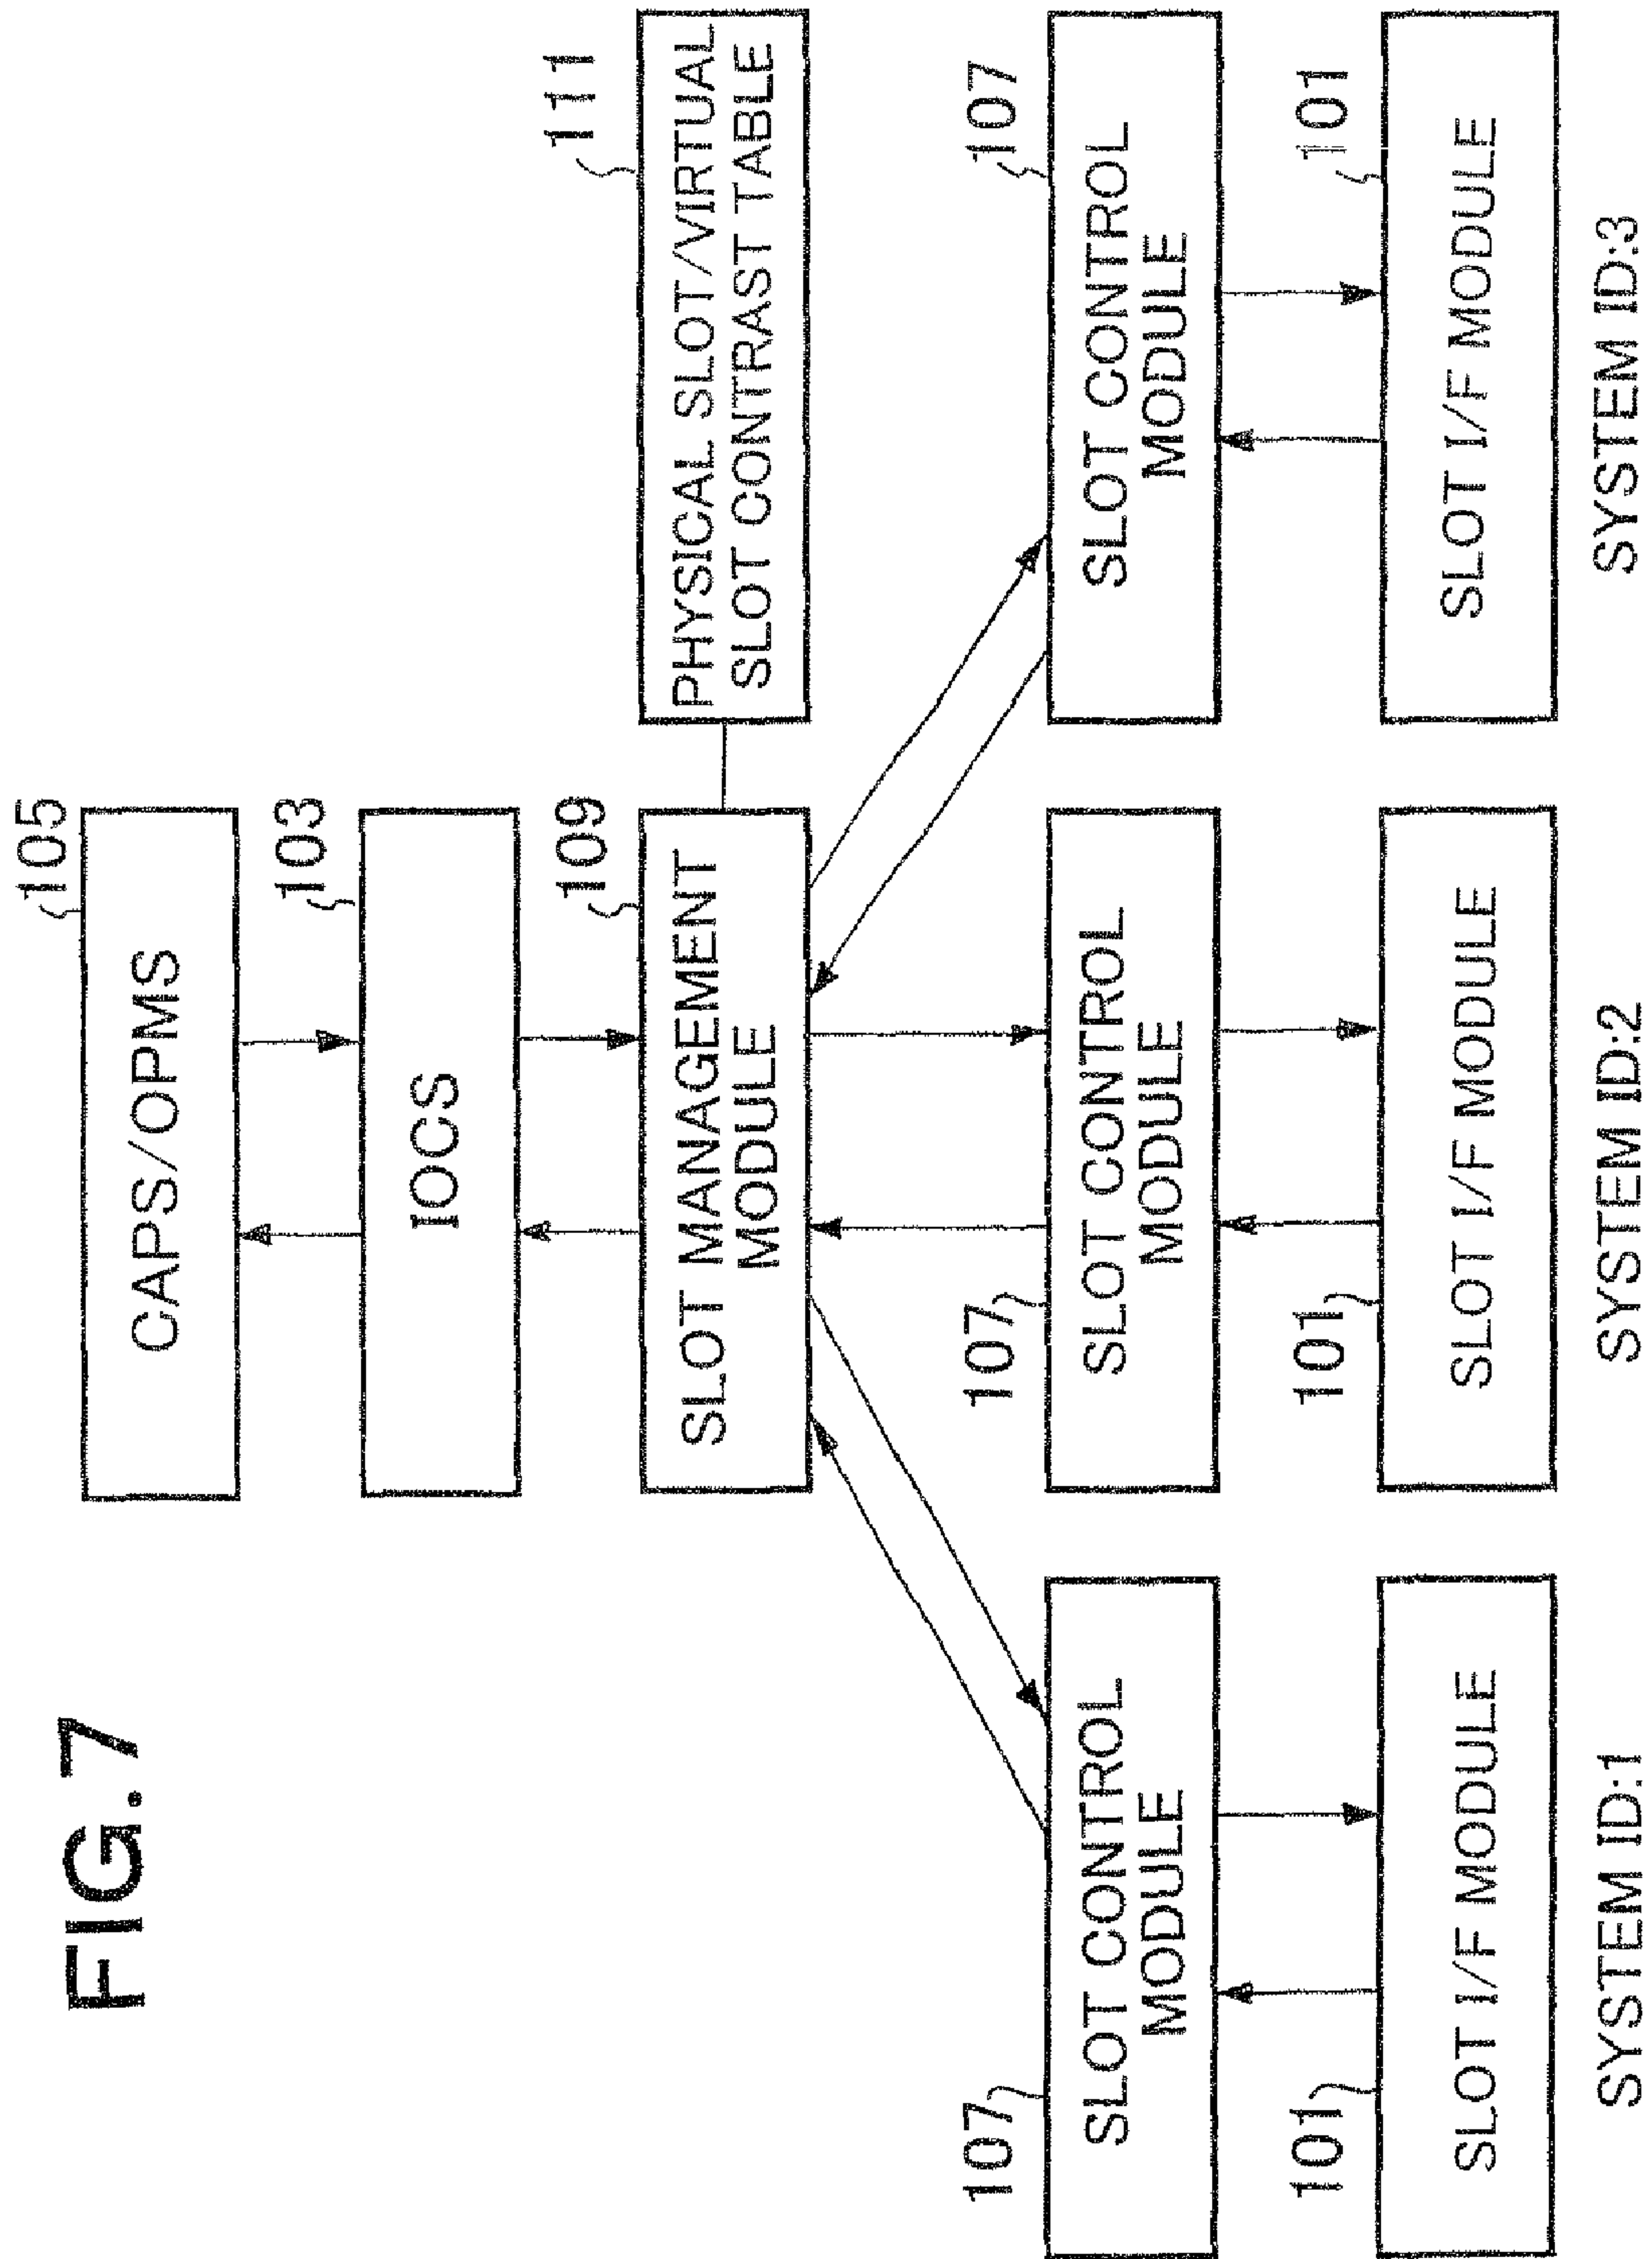 FIG.7
105
CAPS/OPMS
103
IOCS
109
SLOT MANAGEMENT
MODULE
111
PHYSICAL SLOT/VIRTUAL
SLOT CONTRAST TABLE
107
SLOT CONTROL
MODULE
107
SLOT CONTROL
MODULE
107
SLOT CONTROL
MODULE
101
SLOT I/F MODULE
101
SLOT I/F MODULE
101
SLOT I/F MODULE
SYSTEM ID:1
SYSTEM ID:2
SYSTEM ID:3